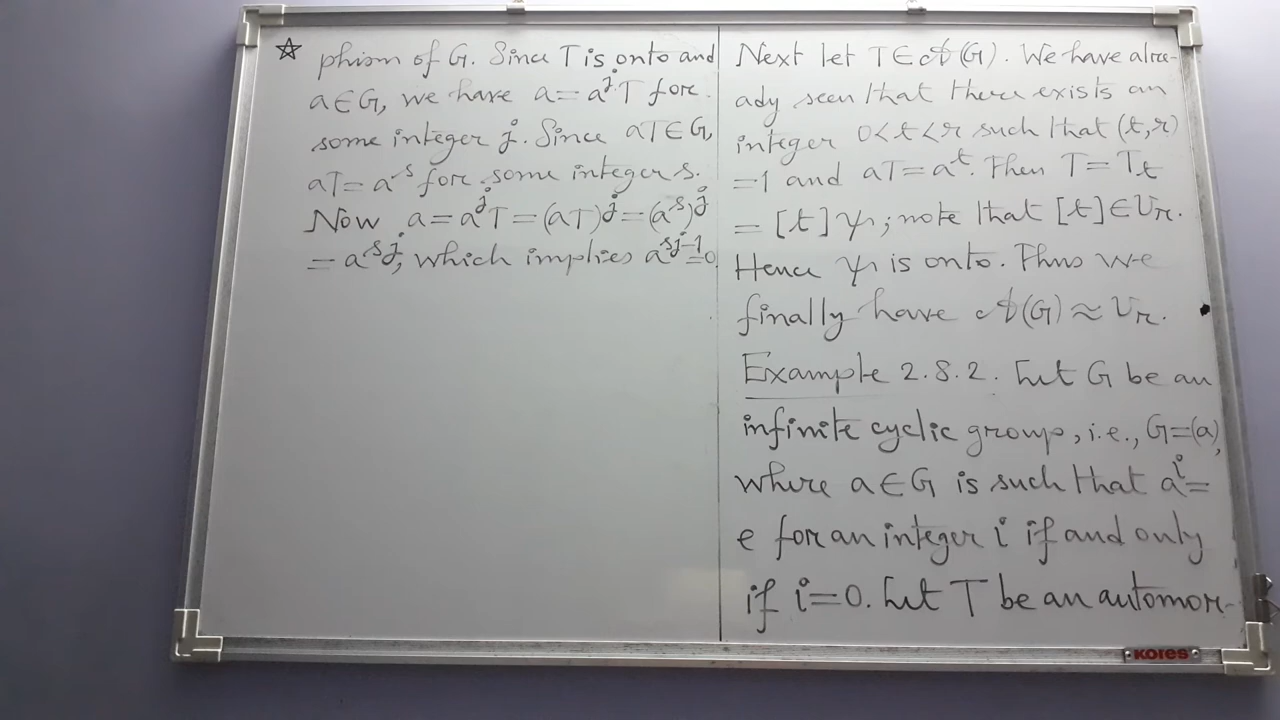 ☆ phism of G. Since T is onto and
a∈G, we have a=a^jT for
some integer j. Since aT∈G,
aT=a^s for some integer s.
Now a=a^jT=(aT)^j=(a^s)^j
=a^{sj}, which implies a^{sj-1}=0
Next let T∈𝒜(G). We have alre-
ady seen that there exists an
integer 0<t<r such that (t,r)
=1 and aT=a^t. Then T=T_t
=[t]ψ; note that [t]∈U_r.
Hence ψ is onto. Thus we
finally have 𝒜(G)≈U_r.
Example 2.8.2. Let G be an
infinite cyclic group, i.e., G=(a),
where a∈G is such that a^i=
e for an integer i if and only
if i=0. Let T be an automor-
KORES